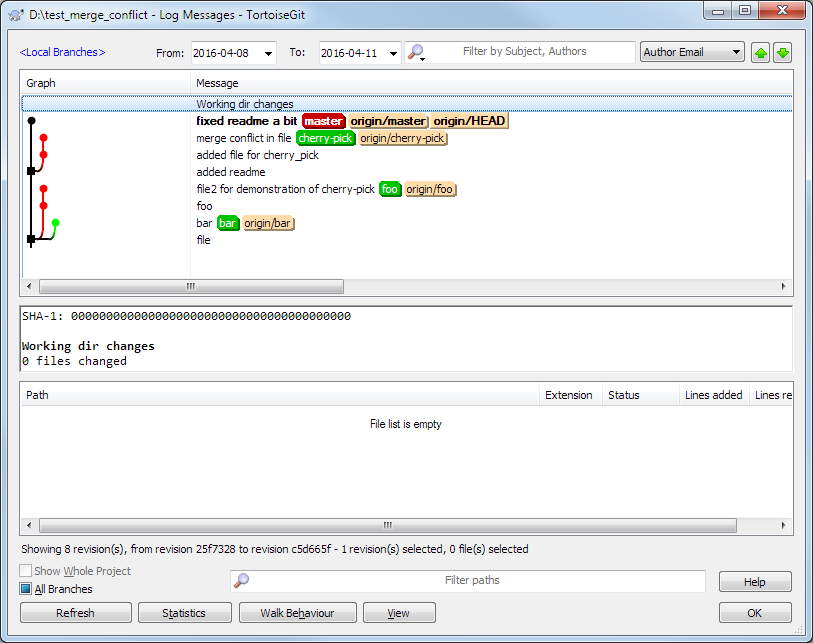 D:\test_merge_conflict - Log Messages - TortoiseGit
<Local Branches> From: 2016-04-08 To: 2016-04-11 Filter by Subject, Authors Author Email
Graph Message
Working dir changes
fixed readme a bit master origin/master origin/HEAD
merge conflict in file cherry-pick origin/cherry-pick
added file for cherry_pick
added readme
file2 for demonstration of cherry-pick foo origin/foo
foo
bar bar origin/bar
file
SHA-1: 0000000000000000000000000000000000000000
Working dir changes
0 files changed
Path Extension Status Lines added Lines re
File list is empty
Showing 8 revision(s), from revision 25f7328 to revision c5d665f - 1 revision(s) selected, 0 file(s) selected
Show Whole Project
All Branches
Filter paths
Help
Refresh Statistics Walk Behaviour View OK